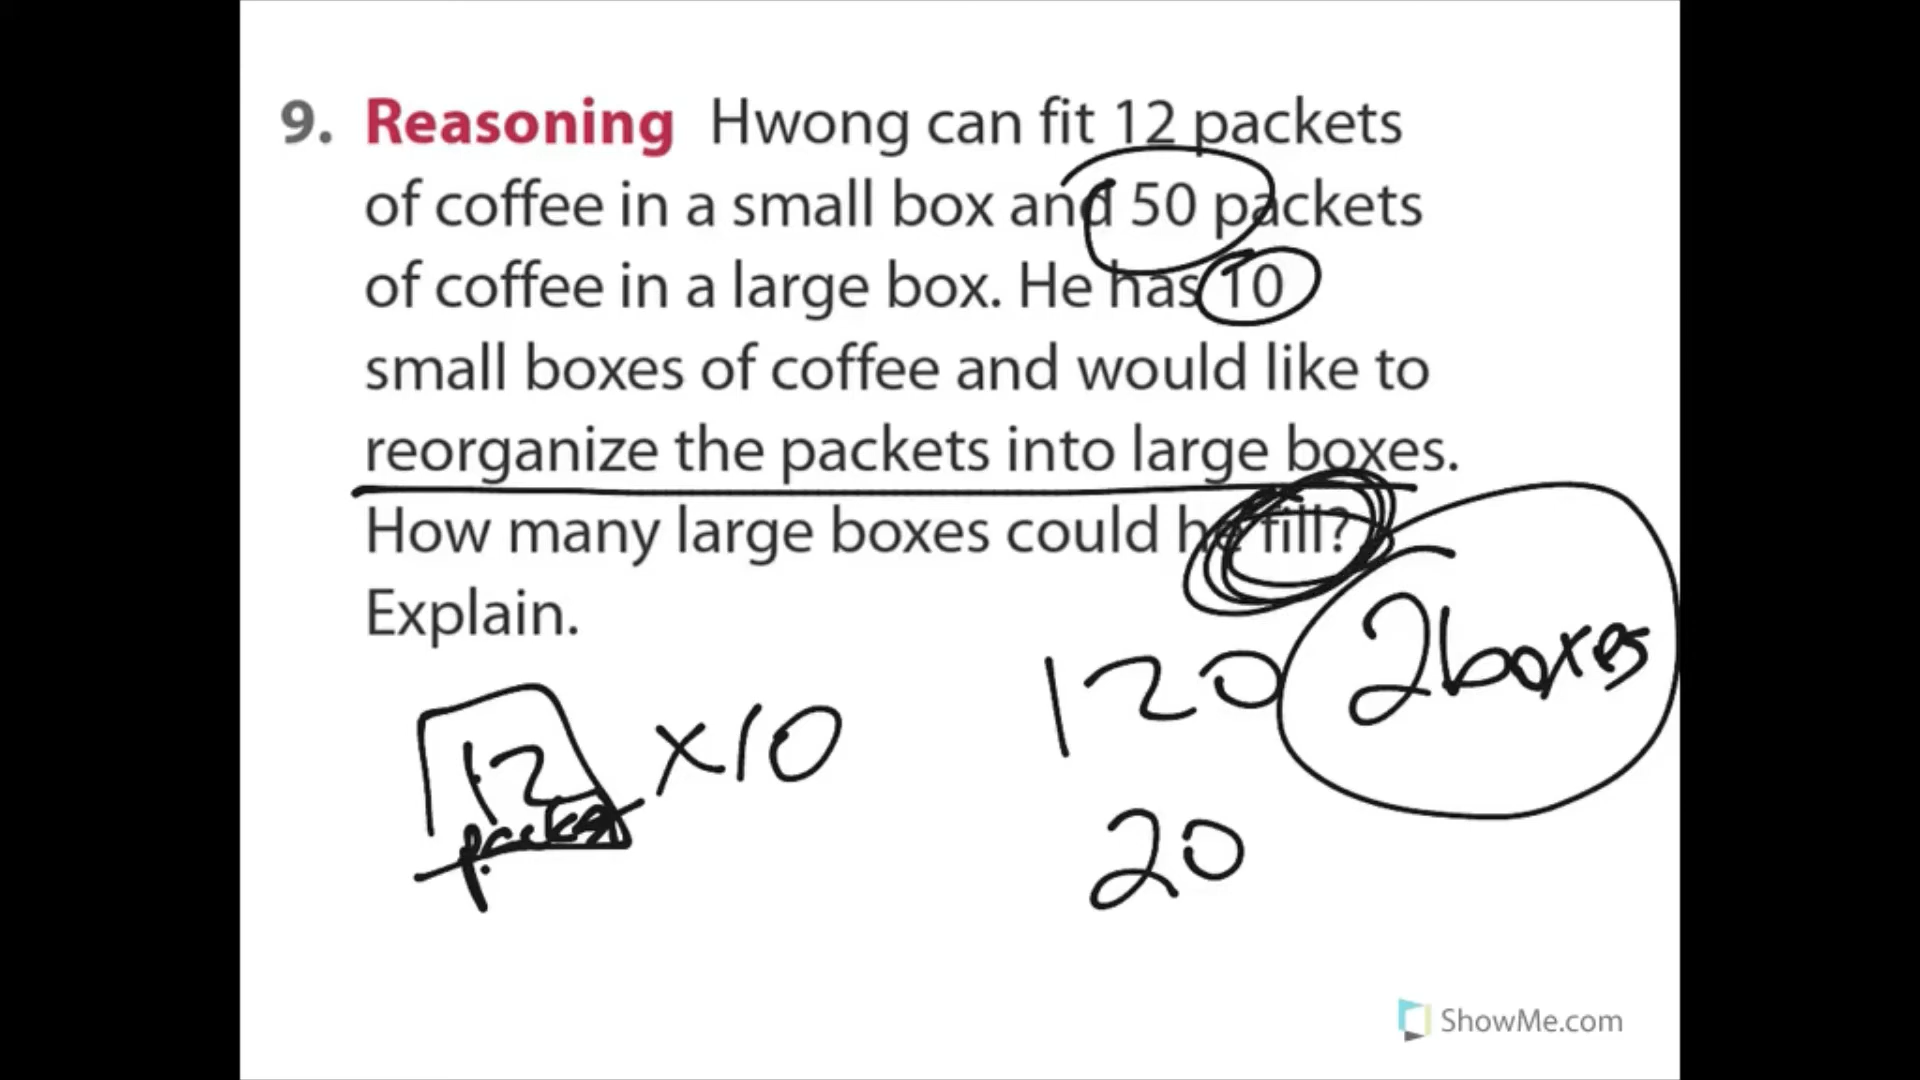 9. Reasoning Hwong can fit 12 packets
of coffee in a small box and 50 packets
of coffee in a large box. He has 10
small boxes of coffee and would like to
reorganize the packets into large boxes.
How many large boxes could he fill?
Explain.
120 2 boxes
12 x10
packet
20
ShowMe.com